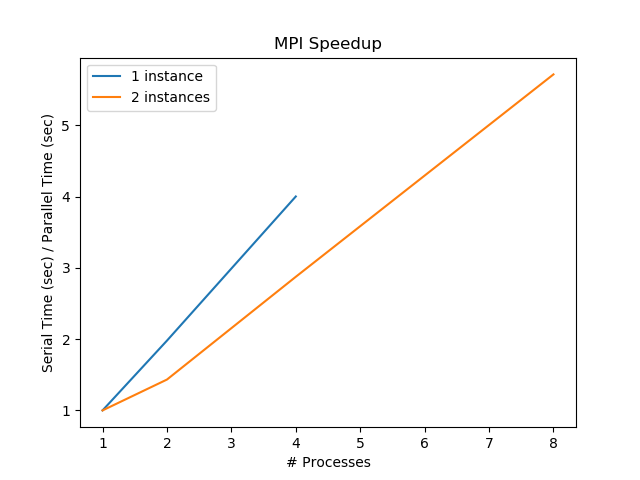 MPI Speedup
1 instance
2 instances
Serial Time (sec) / Parallel Time (sec)
5
4
3
2
1
1 2 3 4 5 6 7 8
# Processes